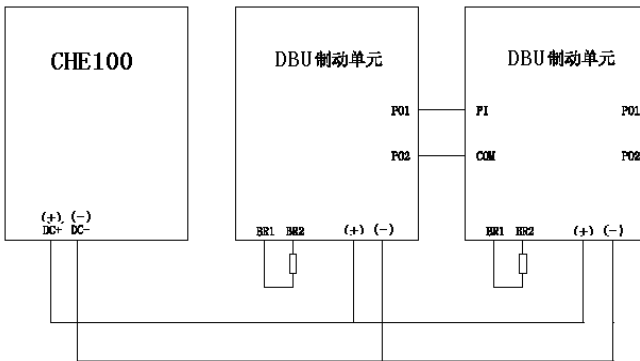 CHE100
(+) (-)
DC+ DC-
DBU制动单元
PO1
PO2
BR1 BR2 (+) (-)
DBU制动单元
PI PO1
COM PO2
BR1 BR2 (+) (-)